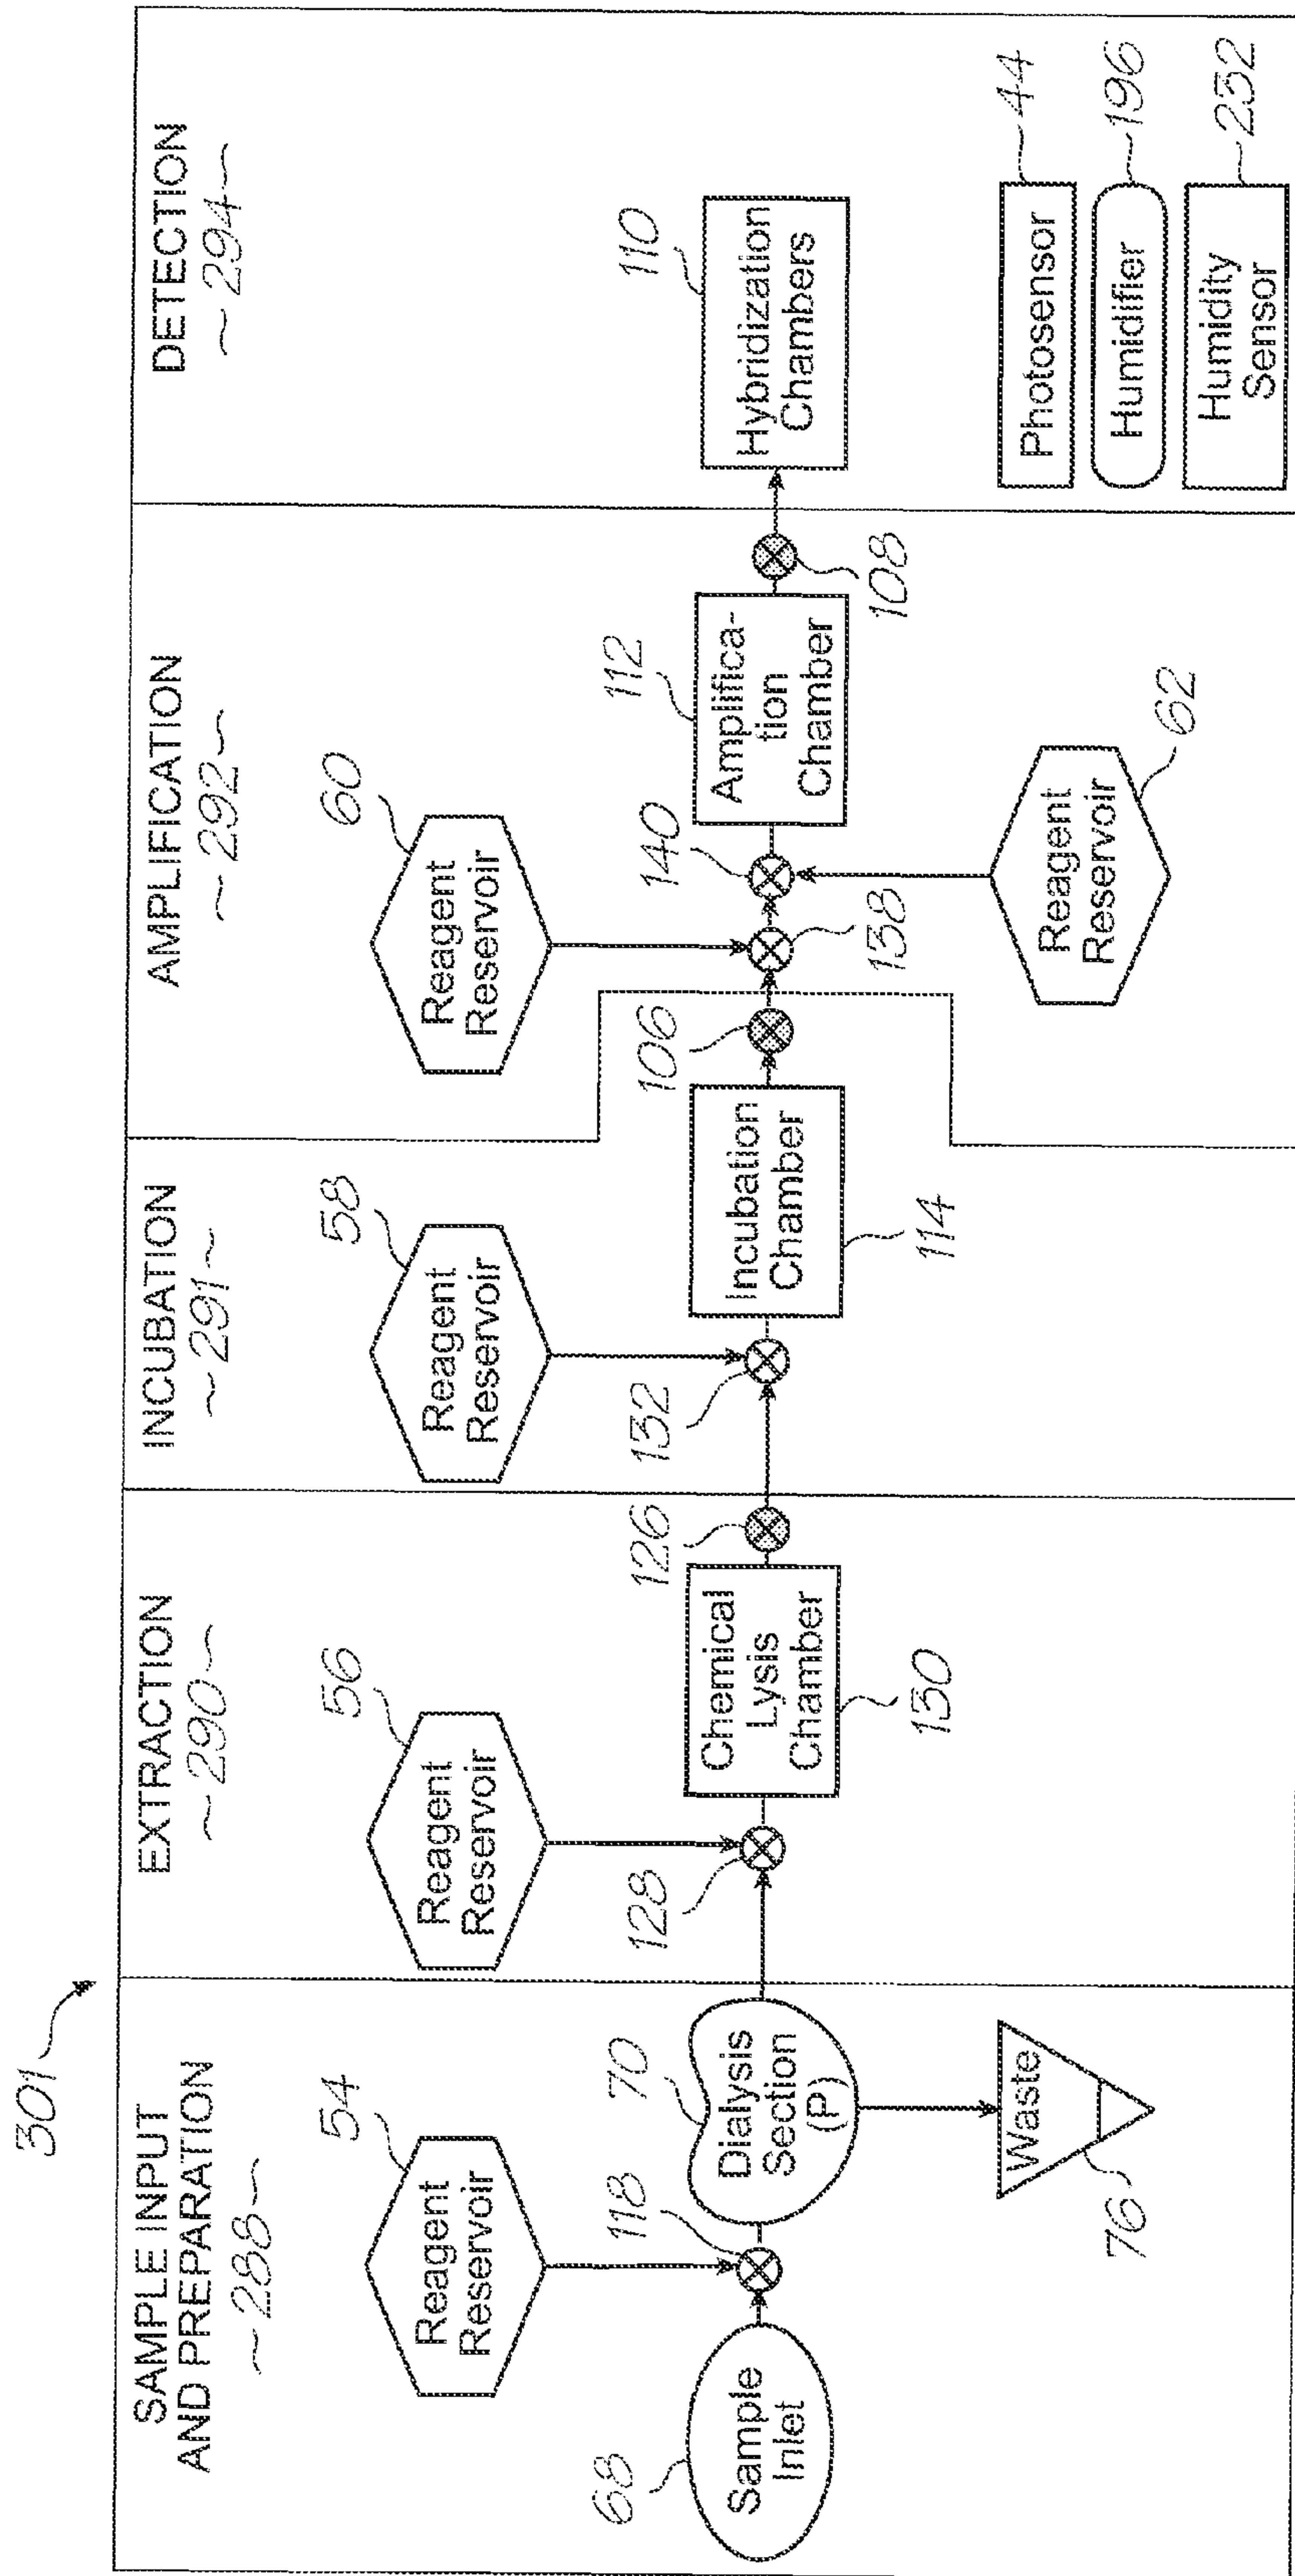 301
SAMPLE INPUT
AND PREPARATION
~288~
54
Reagent
Reservoir
68
Sample
Inlet
118
70
Dialysis
Section
(P)
Waste
76
EXTRACTION
~290~
56
Reagent
Reservoir
128
Chemical
Lysis
Chamber
130
126
INCUBATION
~291~
58
Reagent
Reservoir
132
Incubation
Chamber
114
106
AMPLIFICATION
~292~
60
Reagent
Reservoir
138
140
112
Amplifica-
tion
Chamber
108
Reagent
Reservoir
62
DETECTION
~294~
110
Hybridization
Chambers
Photosensor
44
Humidifier
196
Humidity
Sensor
232